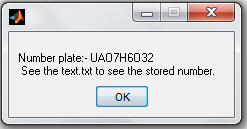 Number plate:- UA07H6032
See the text.txt to see the stored number.
OK